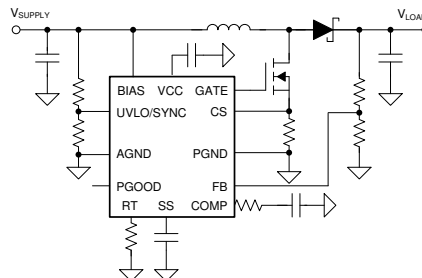 VSUPPLY
VLOAD
BIAS VCC GATE
UVLO/SYNC CS
AGND PGND
PGOOD FB
RT SS COMP